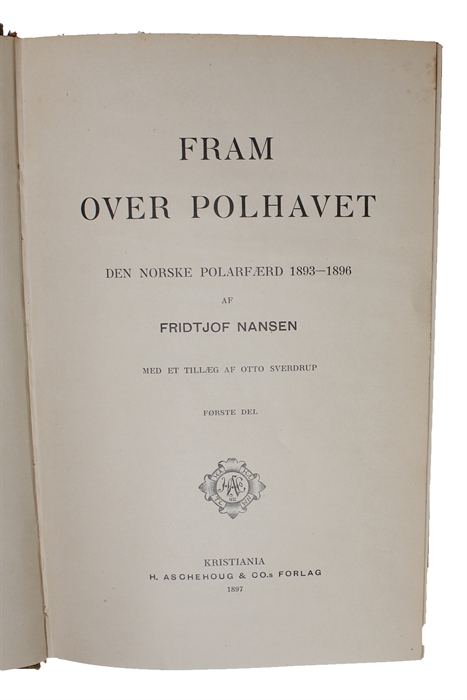 FRAM
OVER POLHAVET
DEN NORSKE POLARFÆRD 1893—1896
AF
FRIDTJOF NANSEN
MED ET TILLÆG AF OTTO SVERDRUP
FØRSTE DEL
KRISTIANIA
H. ASCHEHOUG & CO.s FORLAG
1897